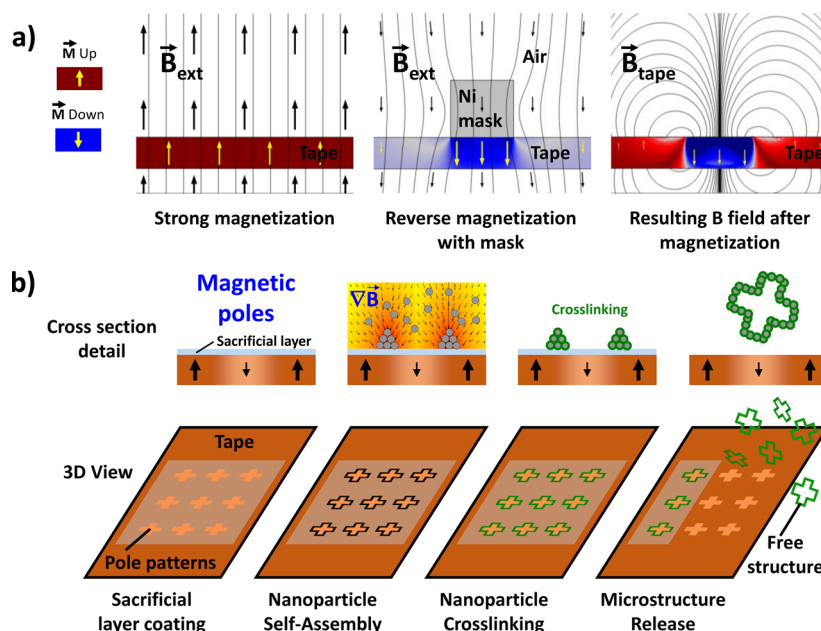 a)
M Up
M Down
B ext
Tape
Strong magnetization
B ext
Air
Ni
mask
Tape
Reverse magnetization
with mask
B tape
Tape
Resulting B field after
magnetization
b)
Cross section
detail
Magnetic
poles
Sacrificial layer
∇B
Crosslinking
3D View
Tape
Pole patterns
Free
structure
Sacrificial
layer coating
Nanoparticle
Self-Assembly
Nanoparticle
Crosslinking
Microstructure
Release